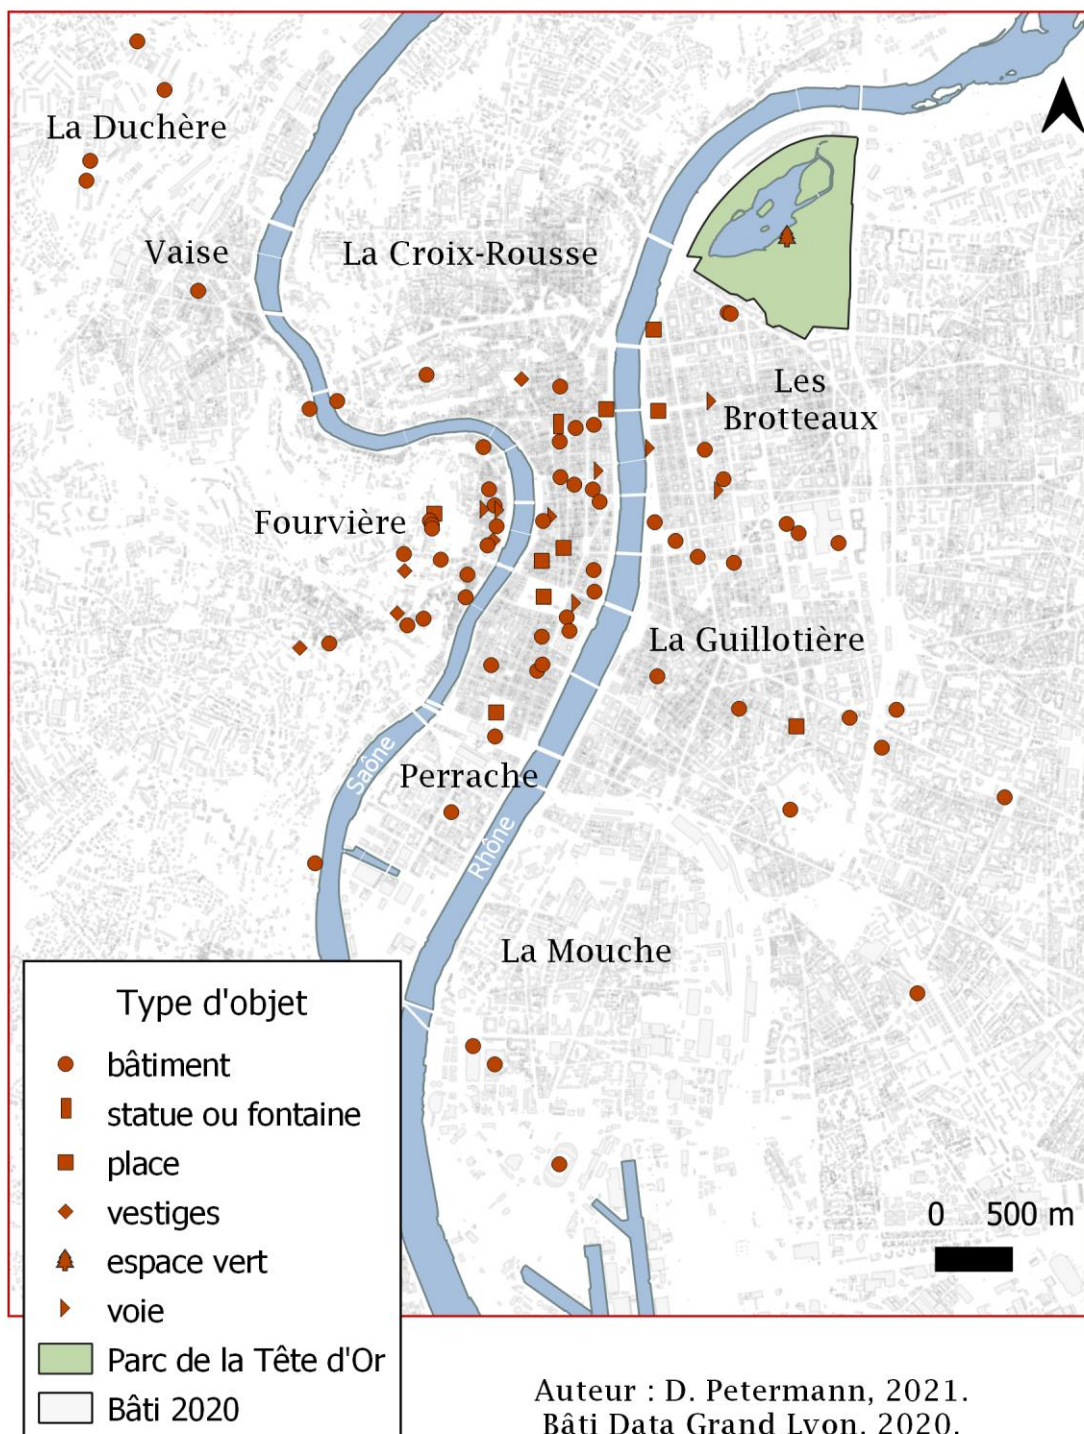 La Duchère
Vaise
La Croix-Rousse
Les
Brotteaux
Fourvière
La Guillotière
Saône
Perrache
Rhône
La Mouche
Type d'objet
bâtiment
statue ou fontaine
place
vestiges
espace vert
voie
Parc de la Tête d'Or
Bâti 2020
0 500 m
Auteur : D. Petermann, 2021.
Bâti Data Grand Lyon, 2020.